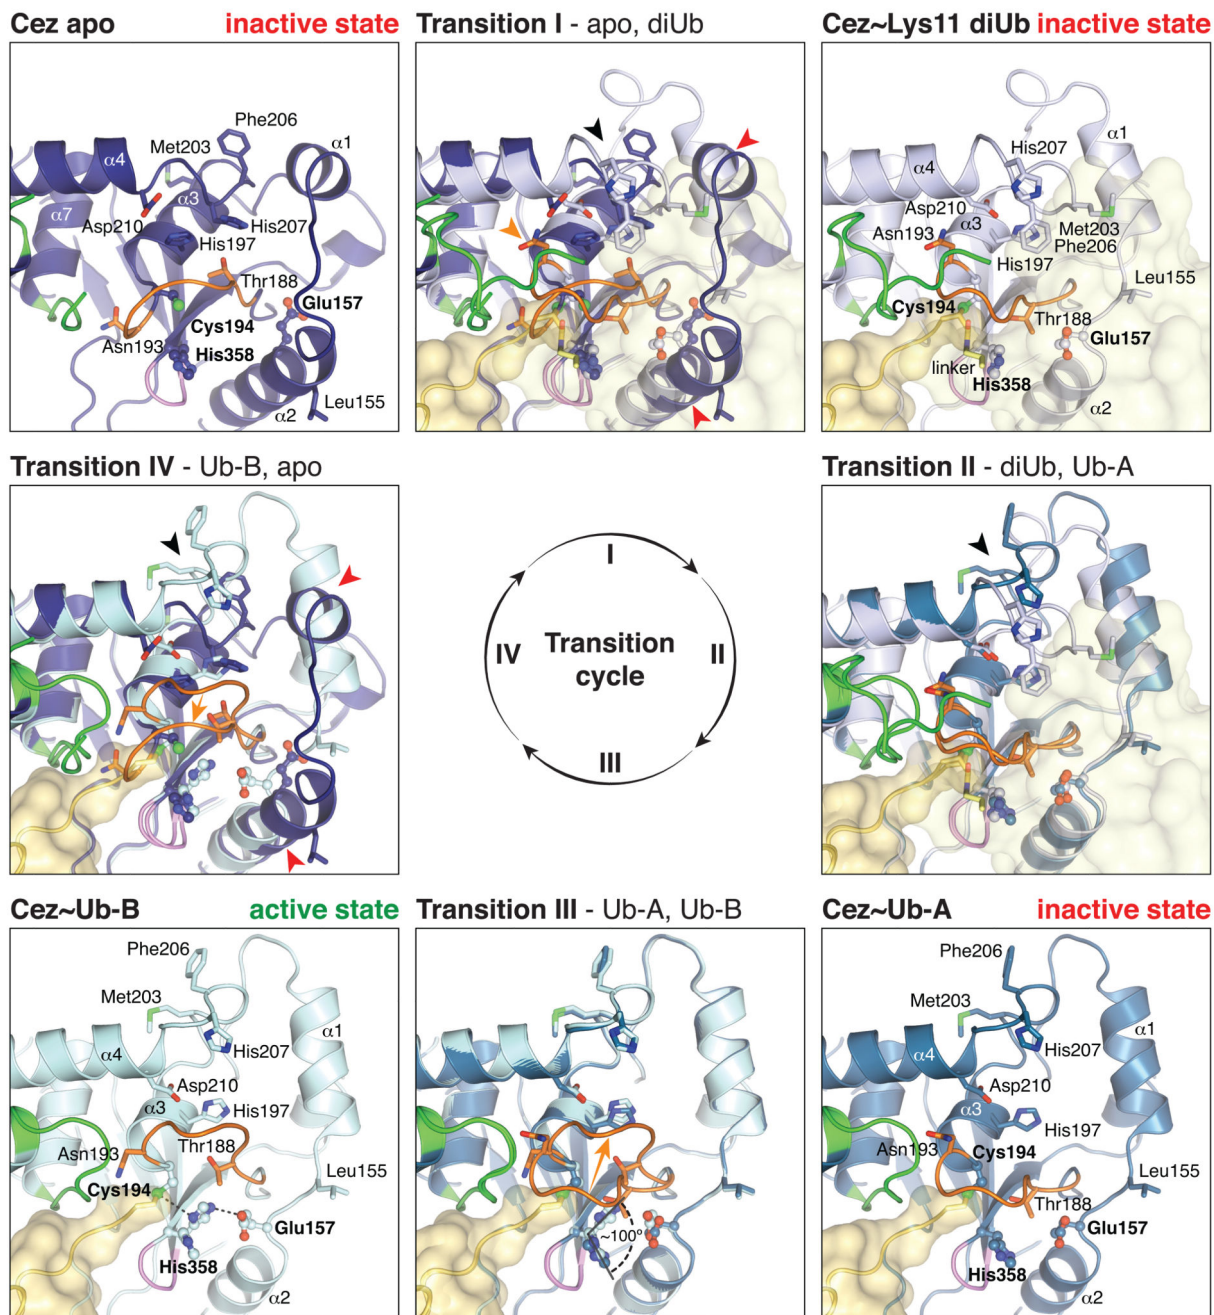 Cez apo inactive state
Transition I - apo, diUb
Cez~Lys11 diUb inactive state
Phe206
Met203
α1
α4
α3
α7
Asp210
His207
His197
Thr188
Glu157
Cys194
Asn193
His358
Leu155
α2
α1
His207
α4
Asp210
α3
Asn193
Met203
Phe206
His197
Leu155
Cys194
Thr188
Glu157
linker
His358
α2
Transition IV - Ub-B, apo
Transition II - diUb, Ub-A
I
IV
Transition
cycle
II
III
Cez~Ub-B active state
Transition III - Ub-A, Ub-B
Cez~Ub-A inactive state
Phe206
Met203
α1
His207
α4
Asp210
α3
His197
Asn193
Thr188
Leu155
Cys194
Glu157
His358
α2
~100º
Phe206
Met203
α1
His207
α4
Asp210
α3
His197
Asn193
Cys194
Leu155
Thr188
Glu157
His358
α2